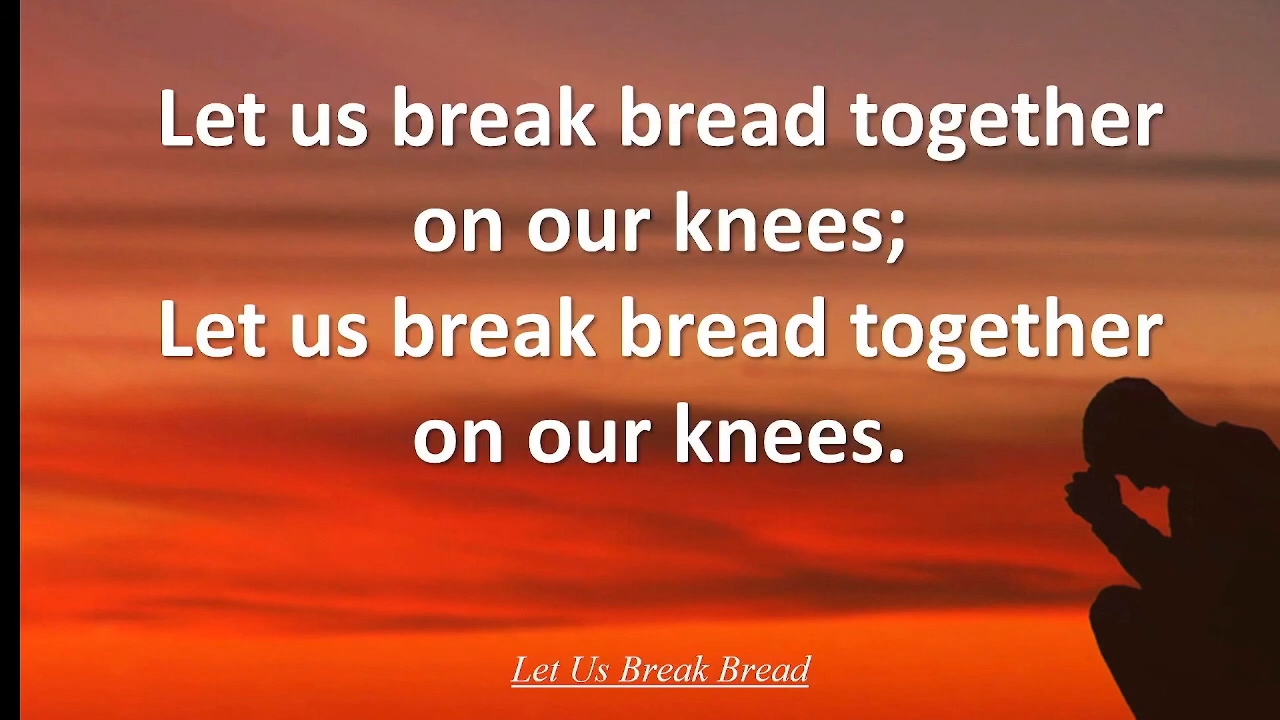 Let us break bread together
on our knees;
Let us break bread together
on our knees.
Let Us Break Bread